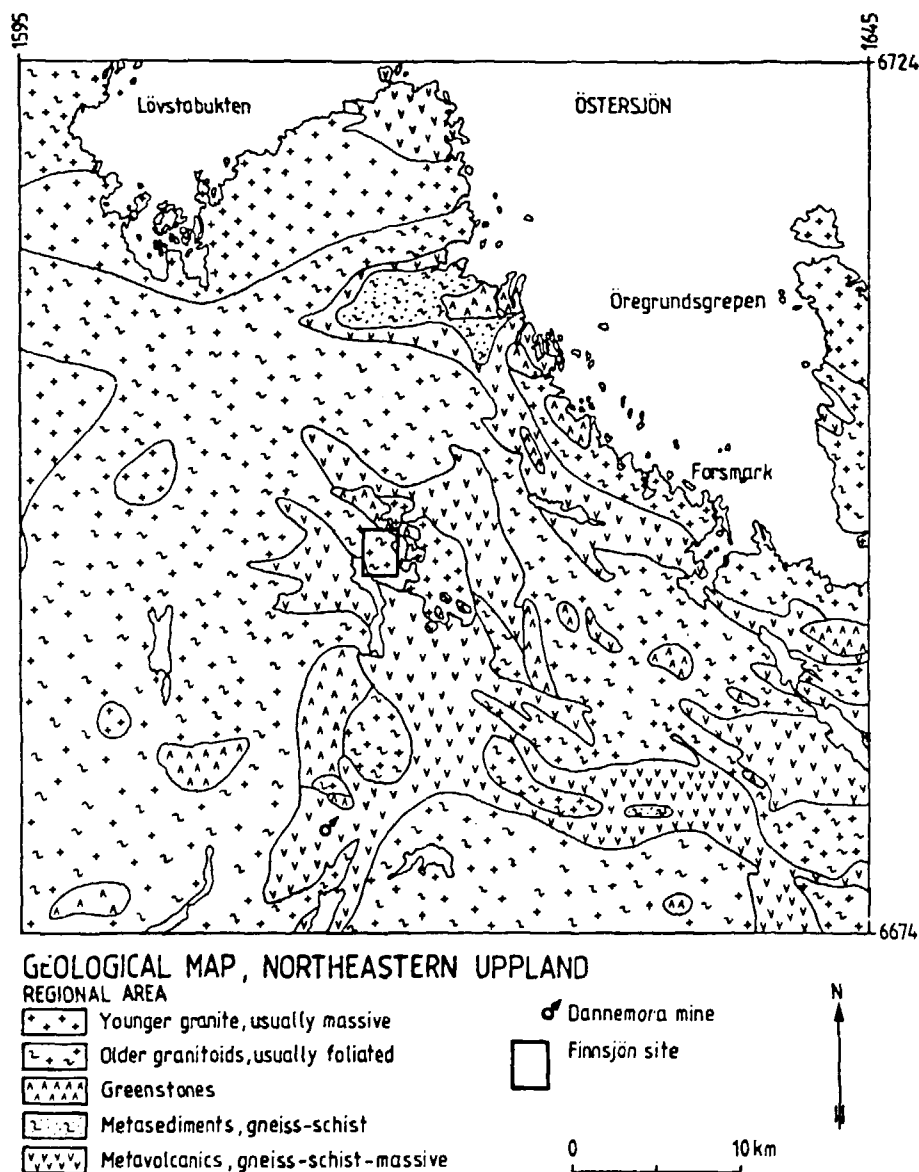 1595
1645
6724
Lövstabukten
ÖSTERSJÖN
Öregrundsgrepen
Forsmark
6674
GEOLOGICAL MAP, NORTHEASTERN UPPLAND
REGIONAL AREA
Younger granite, usually massive
Older granitoids, usually foliated
Greenstones
Metasediments, gneiss-schist
Metavolcanics, gneiss-schist-massive
Dannemora mine
Finnsjön site
N
0 10 km